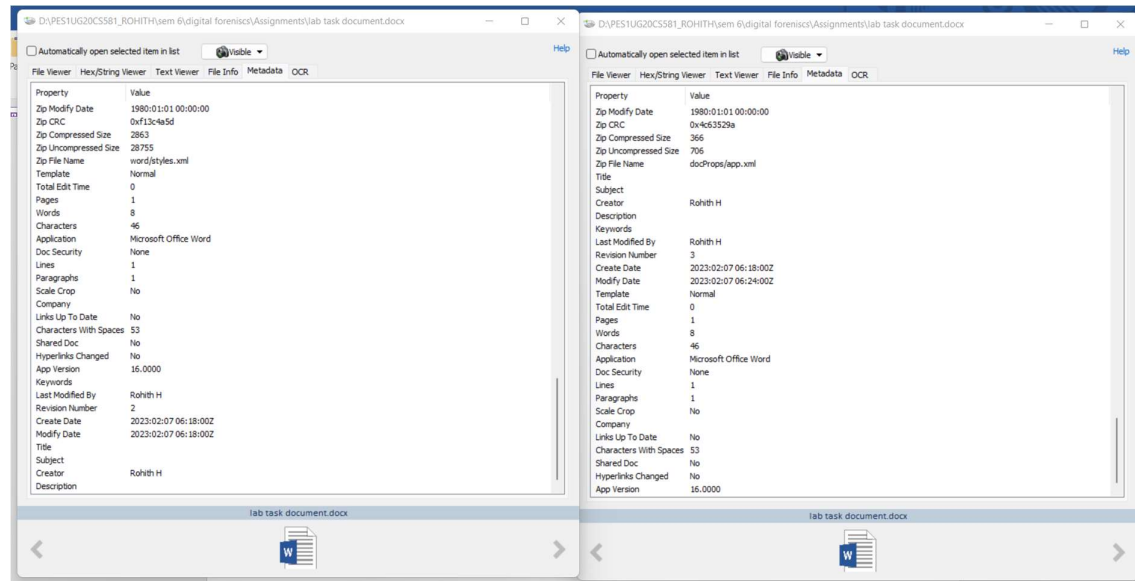 D:\PES1UG20CS581_ROHITH\sem 6\digital foreniscs\Assignments\lab task document.docx
Automatically open selected item in list
Visible
Help
File Viewer Hex/String Viewer Text Viewer File Info Metadata OCR
Property Value
Zip Modify Date 1980:01:01 00:00:00
Zip CRC 0xf13c4a5d
Zip Compressed Size 2863
Zip Uncompressed Size 28755
Zip File Name word/styles.xml
Template Normal
Total Edit Time 0
Pages 1
Words 8
Characters 46
Application Microsoft Office Word
Doc Security None
Lines 1
Paragraphs 1
Scale Crop No
Company
Links Up To Date No
Characters With Spaces 53
Shared Doc No
Hyperlinks Changed No
App Version 16.0000
Keywords
Last Modified By Rohith H
Revision Number 2
Create Date 2023:02:07 06:18:00Z
Modify Date 2023:02:07 06:18:00Z
Title
Subject
Creator Rohith H
Description
lab task document.docx
W
D:\PES1UG20CS581_ROHITH\sem 6\digital foreniscs\Assignments\lab task document.docx
Automatically open selected item in list
Visible
Help
File Viewer Hex/String Viewer Text Viewer File Info Metadata OCR
Property Value
Zip Modify Date 1980:01:01 00:00:00
Zip CRC 0x4c63529a
Zip Compressed Size 366
Zip Uncompressed Size 706
Zip File Name docProps/app.xml
Title
Subject
Creator Rohith H
Description
Keywords
Last Modified By Rohith H
Revision Number 3
Create Date 2023:02:07 06:18:00Z
Modify Date 2023:02:07 06:24:00Z
Template Normal
Total Edit Time 0
Pages 1
Words 8
Characters 46
Application Microsoft Office Word
Doc Security None
Lines 1
Paragraphs 1
Scale Crop No
Company
Links Up To Date No
Characters With Spaces 53
Shared Doc No
Hyperlinks Changed No
App Version 16.0000
lab task document.docx
W